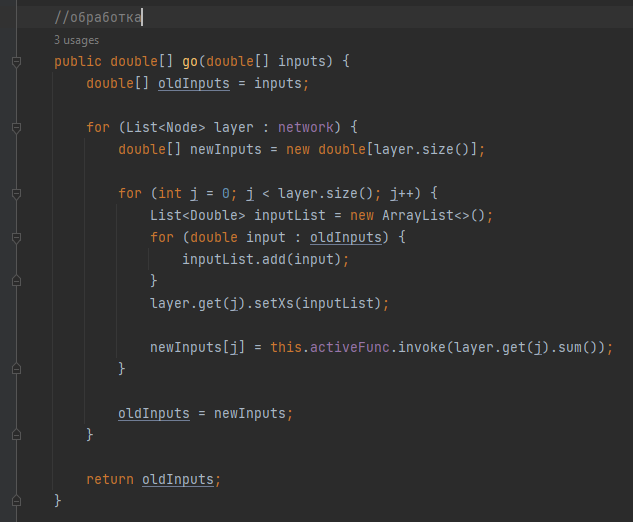 //обработка
3 usages
public double[] go(double[] inputs) {
double[] oldInputs = inputs;
for (List<Node> layer : network) {
double[] newInputs = new double[layer.size()];
for (int j = 0; j < layer.size(); j++) {
List<Double> inputList = new ArrayList<>();
for (double input : oldInputs) {
inputList.add(input);
}
layer.get(j).setXs(inputList);
newInputs[j] = this.activeFunc.invoke(layer.get(j).sum());
}
oldInputs = newInputs;
}
return oldInputs;
}